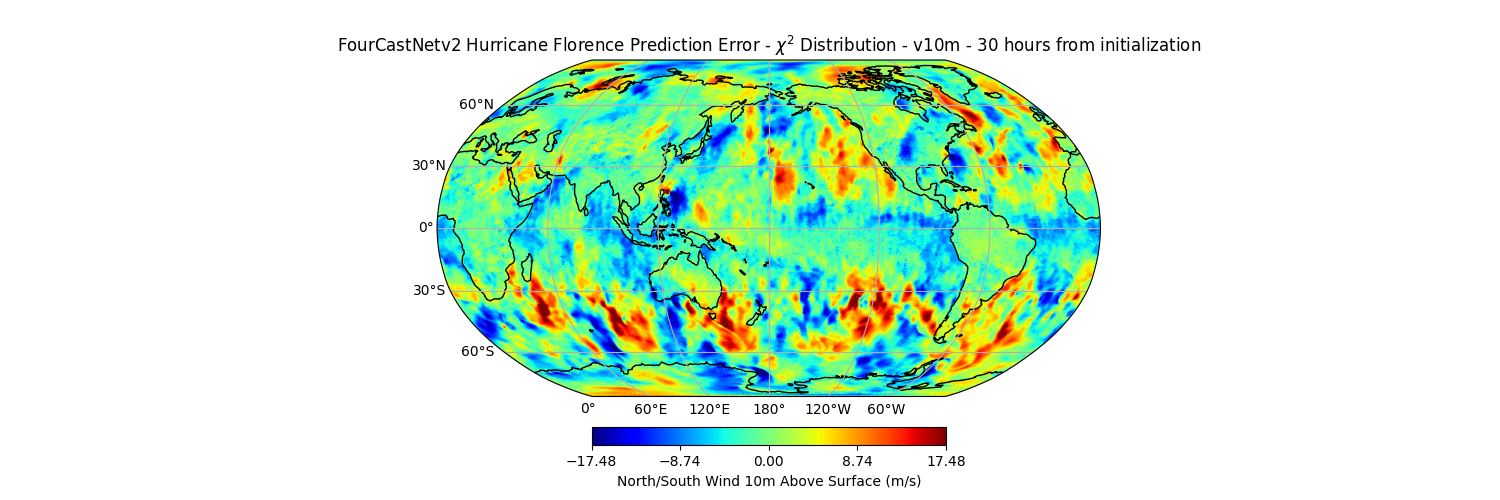 FourCastNetv2 Hurricane Florence Prediction Error - χ² Distribution - v10m - 30 hours from initialization
60°N
30°N
0°
30°S
60°S
0° 60°E 120°E 180° 120°W 60°W
−17.48 −8.74 0.00 8.74 17.48
North/South Wind 10m Above Surface (m/s)